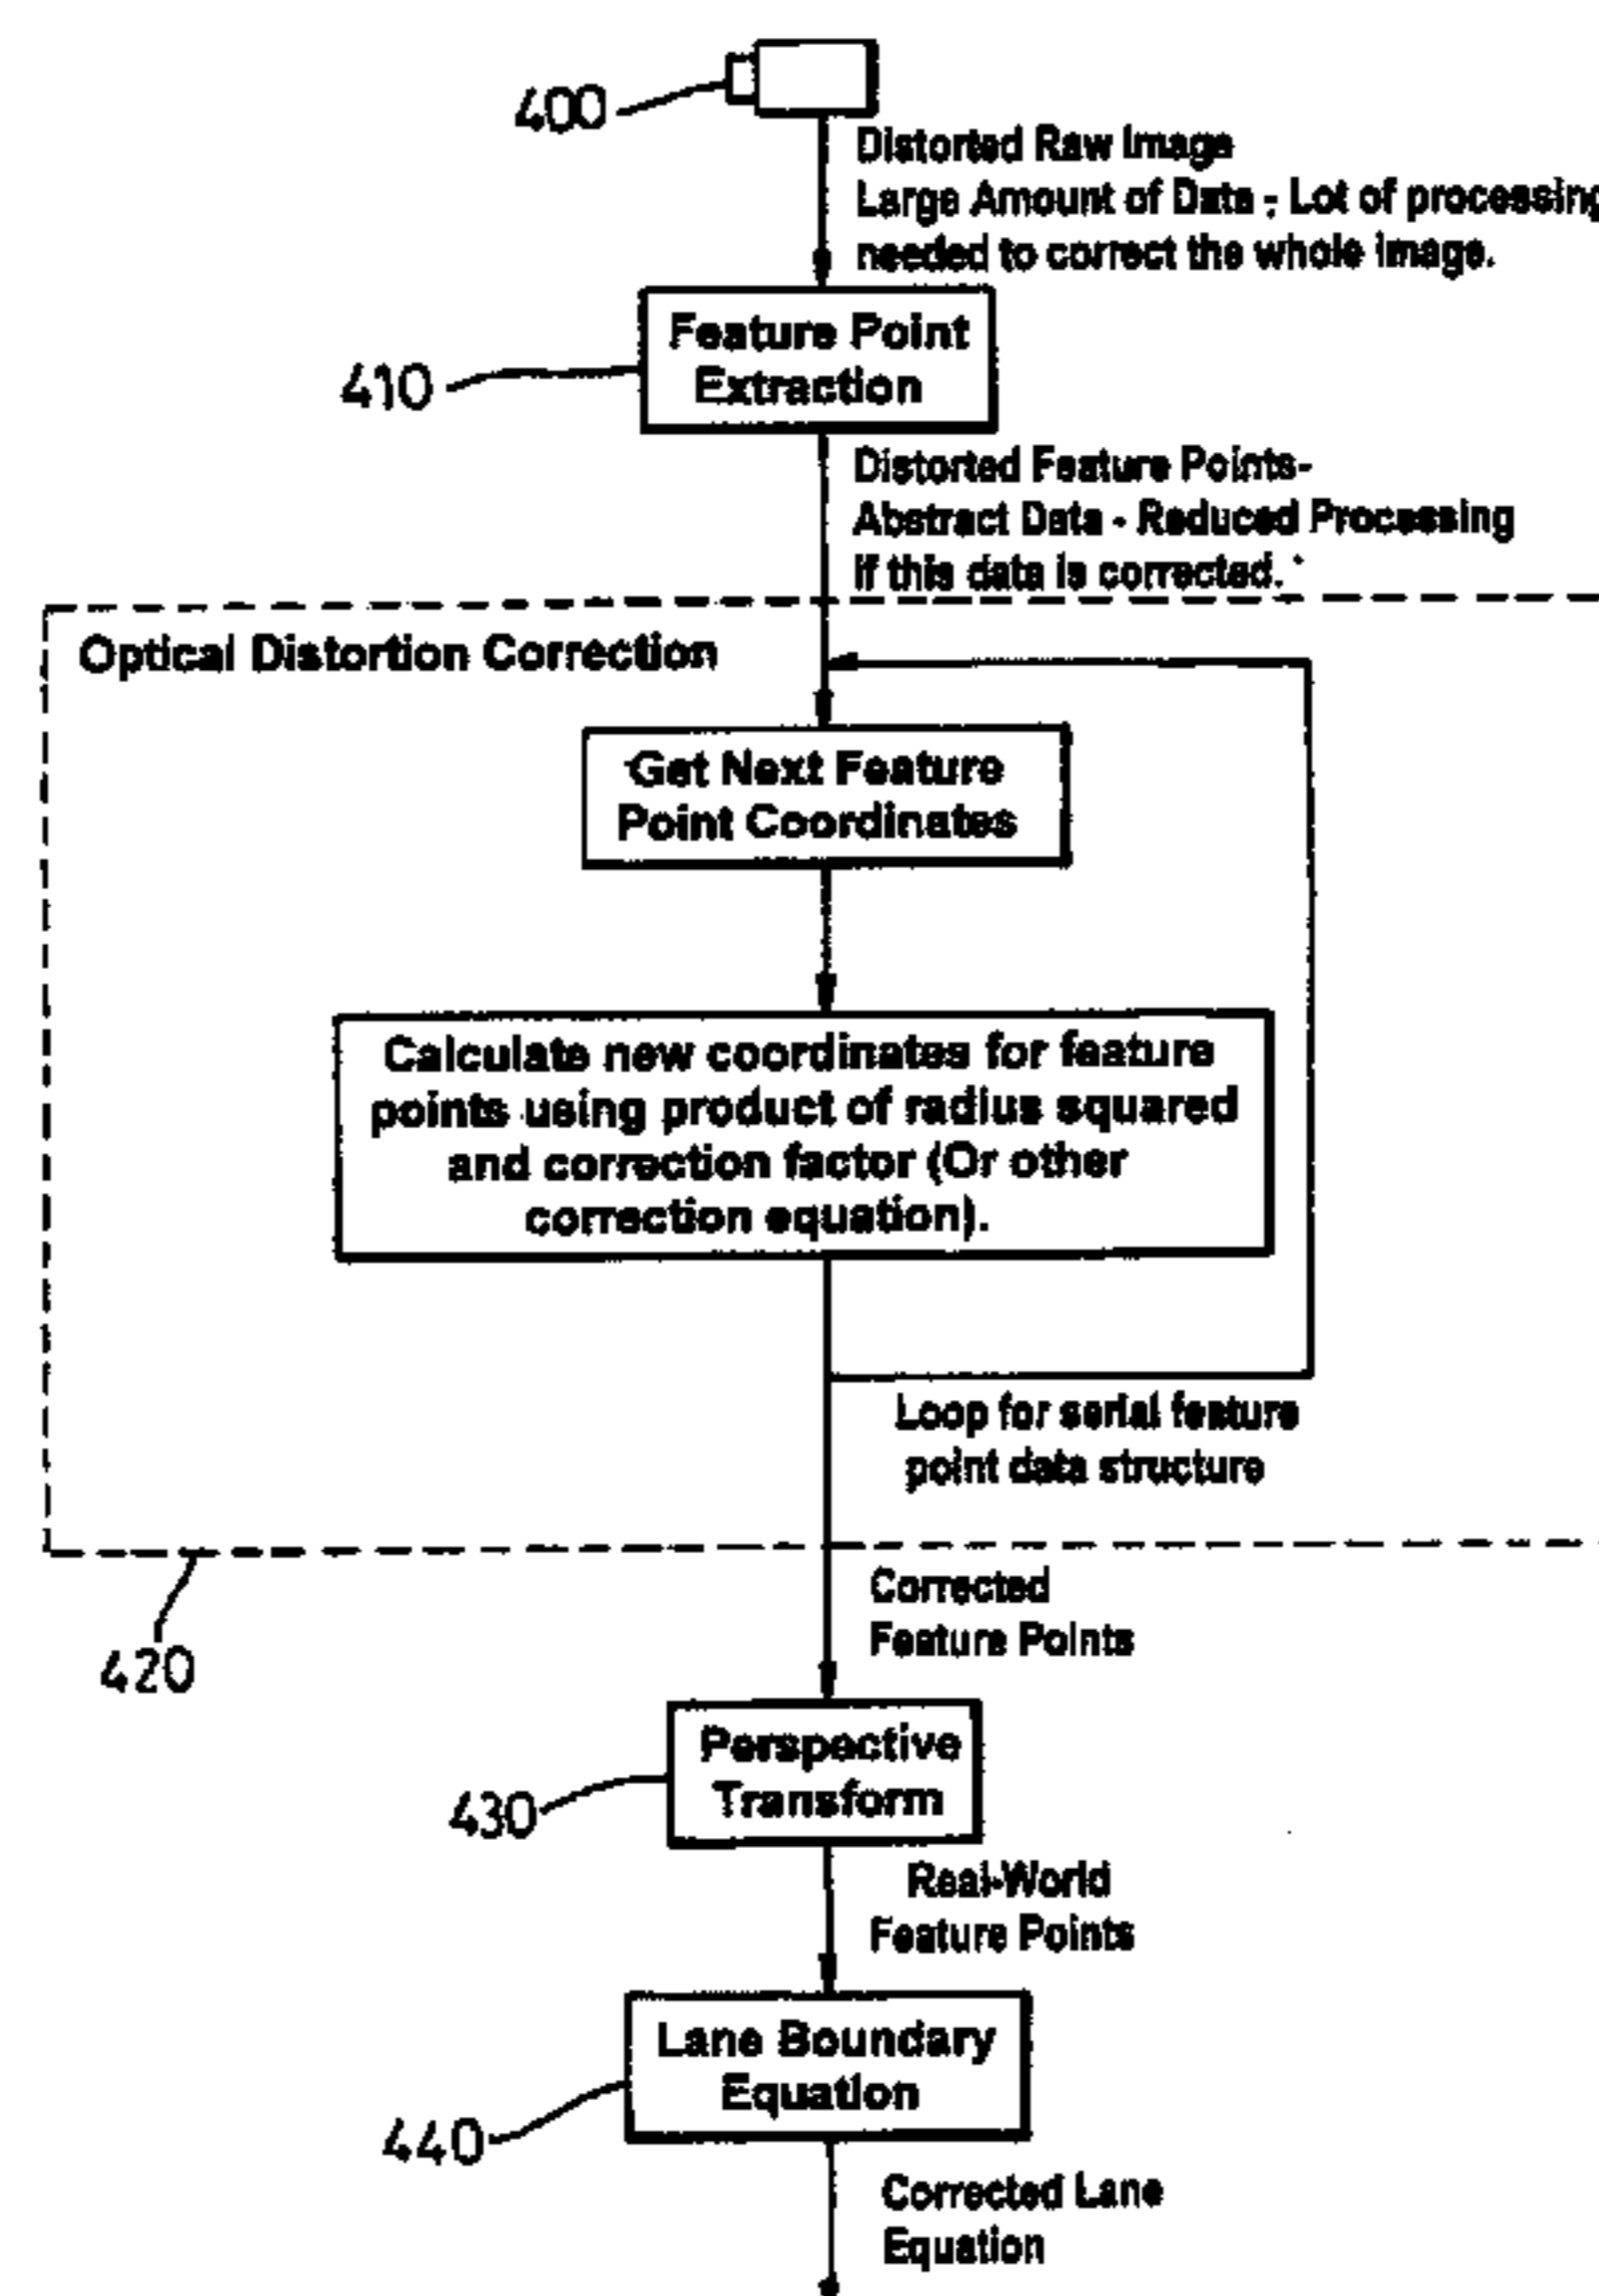 400
Distorted Raw Image
Large Amount of Data - Lot of processing
needed to correct the whole image.
Feature Point
Extraction
410
Distorted Feature Points-
Abstract Data - Reduced Processing
if this data is corrected.
Optical Distortion Correction
Get Next Feature
Point Coordinates
Calculate new coordinates for feature
points using product of radius squared
and correction factor (Or other
correction equation).
Loop for serial feature
point data structure
420
Corrected
Feature Points
Perspective
Transform
430
Real-World
Feature Points
Lane Boundary
Equation
440
Corrected Lane
Equation